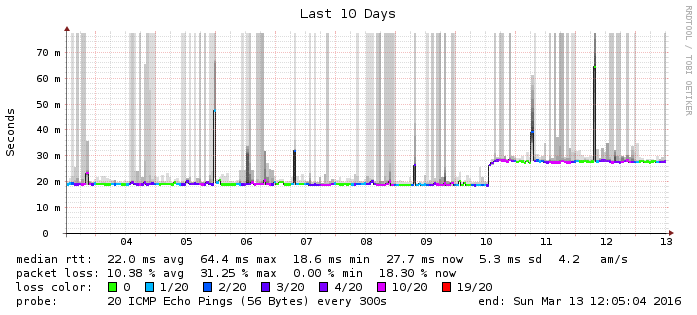 Last 10 Days
RRDTOOL / TOBI OETIKER
Seconds
70 m
60 m
50 m
40 m
30 m
20 m
10 m
0
04 05 06 07 08 09 10 11 12 13
median rtt: 22.0 ms avg 64.4 ms max 18.6 ms min 27.7 ms now 5.3 ms sd 4.2 am/s
packet loss: 10.38 % avg 31.25 % max 0.00 % min 18.30 % now
loss color: 0 1/20 2/20 3/20 4/20 10/20 19/20
probe: 20 ICMP Echo Pings (56 Bytes) every 300s end: Sun Mar 13 12:05:04 2016